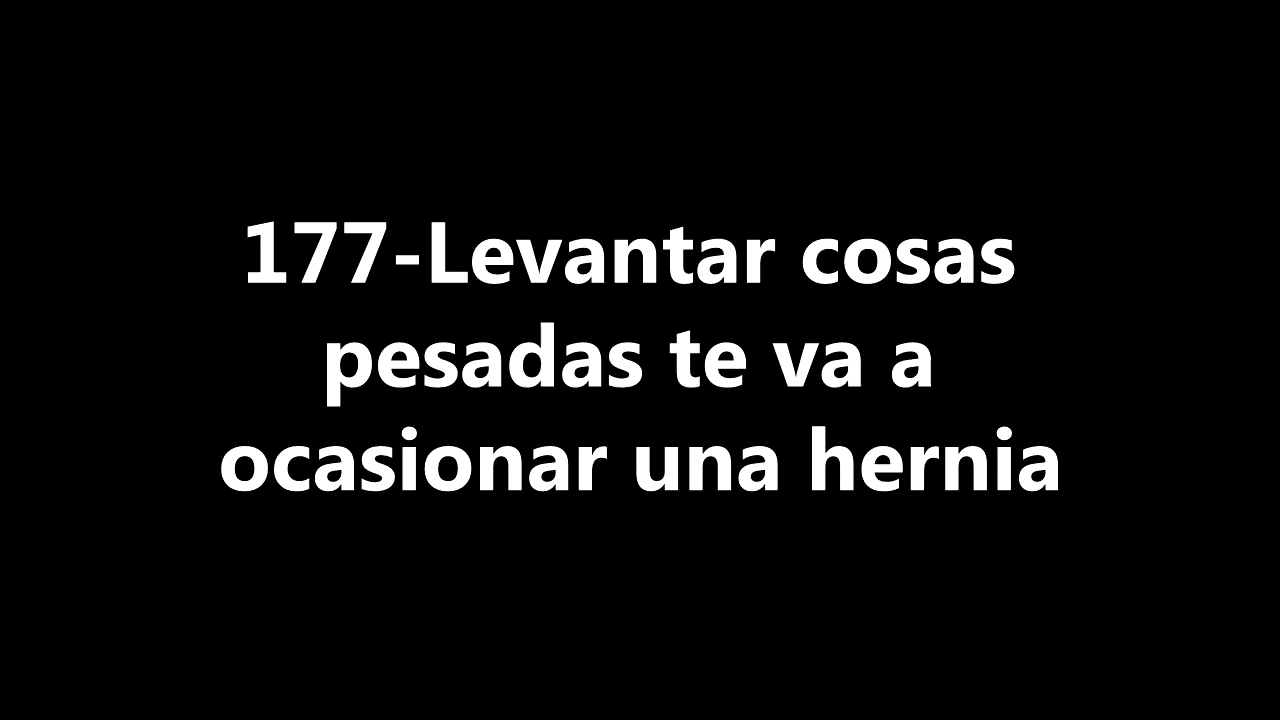 177-Levantar cosas
pesadas te va a
ocasionar una hernia